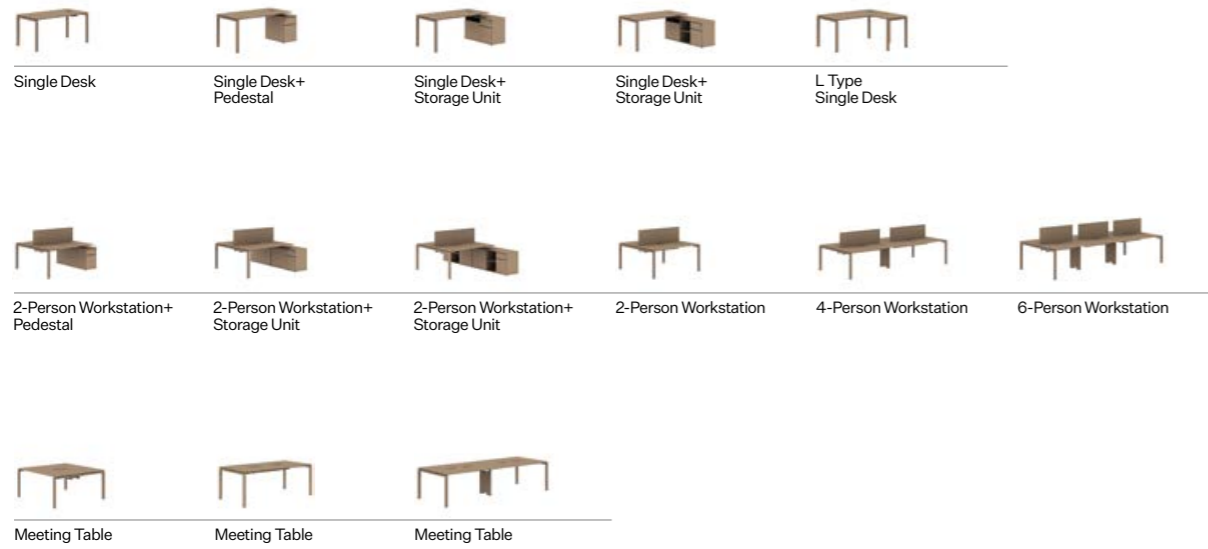 Single Desk
Single Desk+
Pedestal
Single Desk+
Storage Unit
Single Desk+
Storage Unit
L Type
Single Desk
2-Person Workstation+
Pedestal
2-Person Workstation+
Storage Unit
2-Person Workstation+
Storage Unit
2-Person Workstation
4-Person Workstation
6-Person Workstation
Meeting Table
Meeting Table
Meeting Table